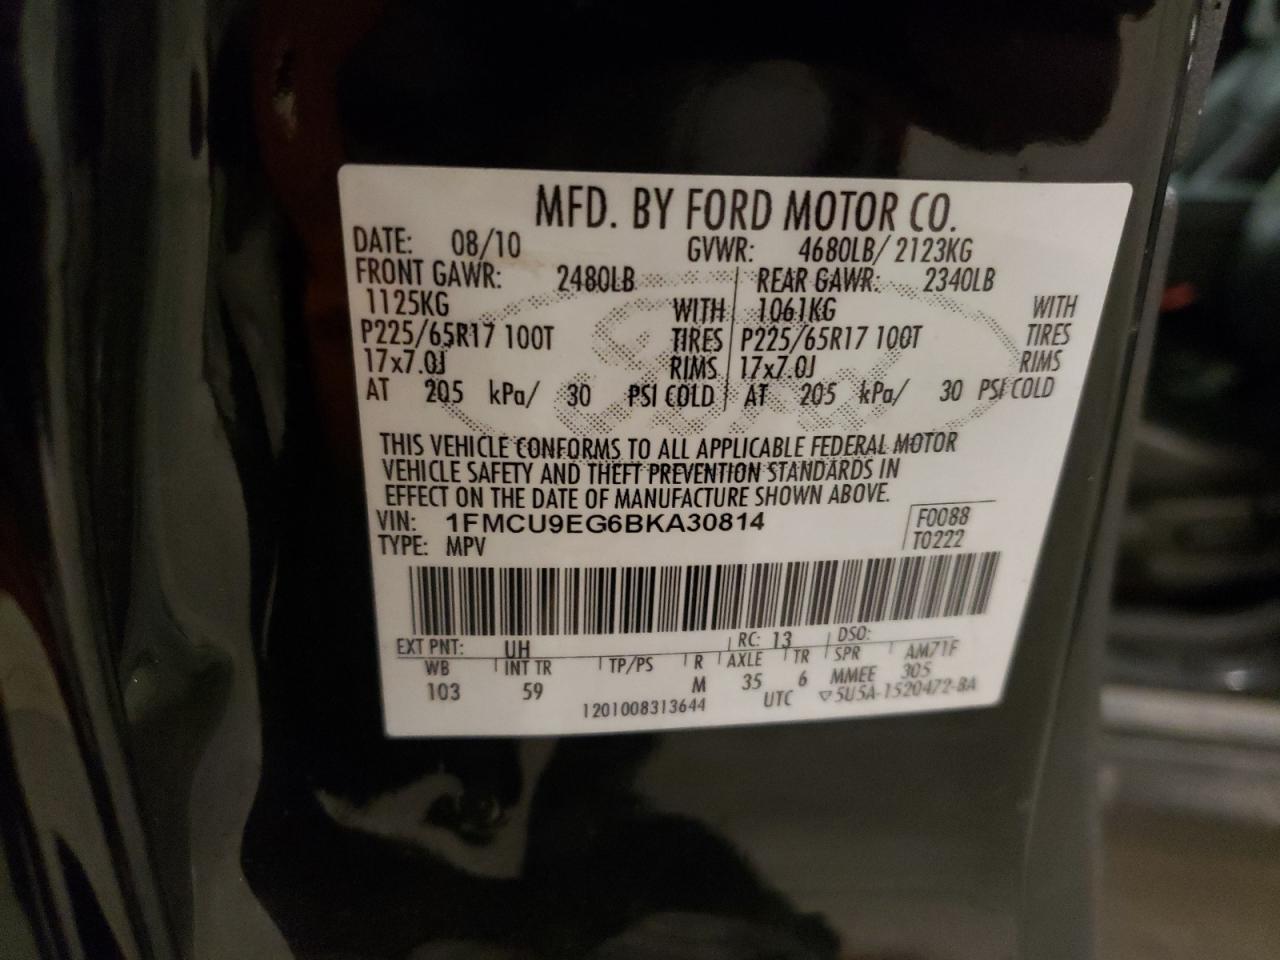 MFD. BY FORD MOTOR CO.
DATE: 08/10 GVWR: 4680LB/ 2123KG
FRONT GAWR: 2480LB REAR GAWR: 2340LB
1125KG WITH 1061KG WITH
P225/65R17 100T TIRES P225/65R17 100T TIRES
17x7.0J RIMS 17x7.0J RIMS
AT 205 kPa/ 30 PSI COLD AT 205 kPa/ 30 PSI COLD
THIS VEHICLE CONFORMS TO ALL APPLICABLE FEDERAL MOTOR
VEHICLE SAFETY AND THEFT PREVENTION STANDARDS IN
EFFECT ON THE DATE OF MANUFACTURE SHOWN ABOVE.
VIN: 1FMCU9EG6BKA30814 F0088
TYPE: MPV T0222
EXT PNT: UH RC: 13 DSO:
WB INT TR TP/PS R AXLE TR SPR AM71F
103 59 M 35 6 MMEE 305
1201008313644 UTC ▽5U5A-1520472-BA